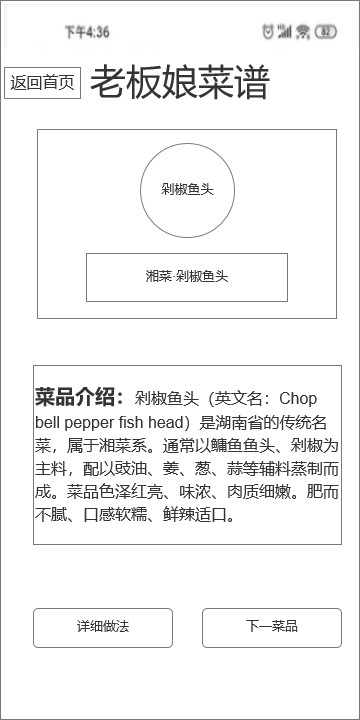 下午4:36
82
返回首页 老板娘菜谱
剁椒鱼头
湘菜·剁椒鱼头
菜品介绍：剁椒鱼头（英文名：Chop
bell pepper fish head）是湖南省的传统名
菜，属于湘菜系。通常以鳙鱼鱼头、剁椒为
主料，配以豉油、姜、葱、蒜等辅料蒸制而
成。菜品色泽红亮、味浓、肉质细嫩。肥而
不腻、口感软糯、鲜辣适口。
详细做法
下一菜品